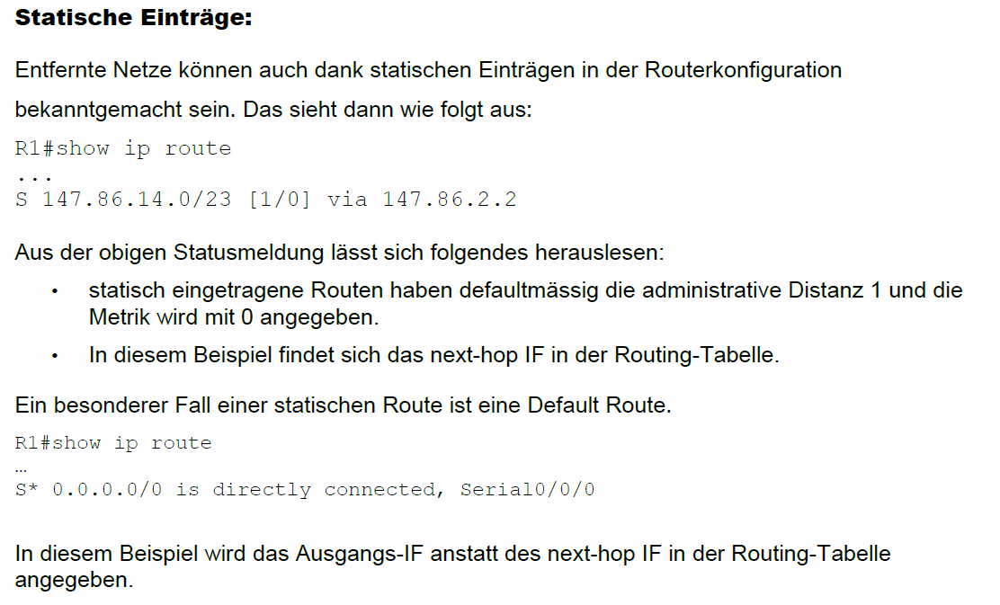 Statische Einträge:
Entfernte Netze können auch dank statischen Einträgen in der Routerkonfiguration
bekanntgemacht sein. Das sieht dann wie folgt aus:
R1#show ip route
...
S 147.86.14.0/23 [1/0] via 147.86.2.2
Aus der obigen Statusmeldung lässt sich folgendes herauslesen:
• statisch eingetragene Routen haben defaultmässig die administrative Distanz 1 und die
Metrik wird mit 0 angegeben.
• In diesem Beispiel findet sich das next-hop IF in der Routing-Tabelle.
Ein besonderer Fall einer statischen Route ist eine Default Route.
R1#show ip route
…
S* 0.0.0.0/0 is directly connected, Serial0/0/0
In diesem Beispiel wird das Ausgangs-IF anstatt des next-hop IF in der Routing-Tabelle
angegeben.